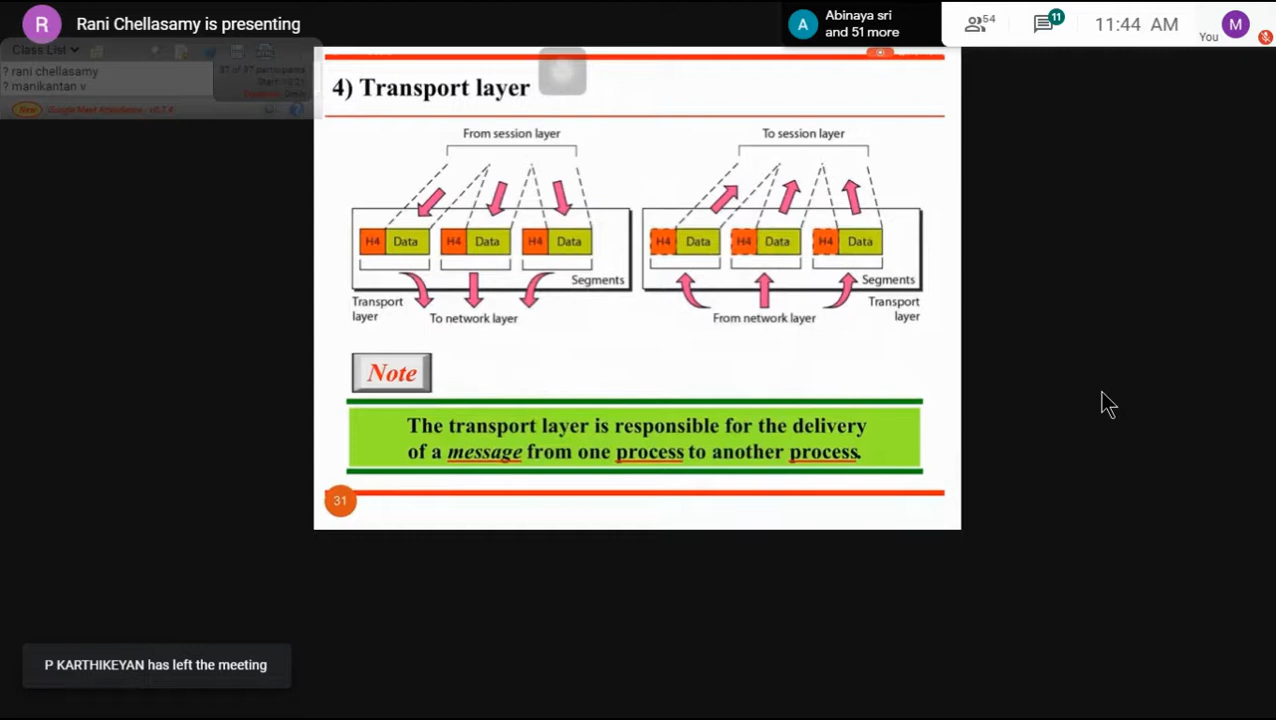 R Rani Chellasamy is presenting
A Abinaya sri
and 51 more
54
11
11:44 AM
You
M
Class List
? rani chellasamy
? manikantan v
New
Google Meet Attendance
4) Transport layer
From session layer
To session layer
H4 Data H4 Data H4 Data
H4 Data H4 Data H4 Data
Segments
Segments
Transport
layer
To network layer
From network layer
Transport
layer
Note
The transport layer is responsible for the delivery
of a message from one process to another process.
31
P KARTHIKEYAN has left the meeting